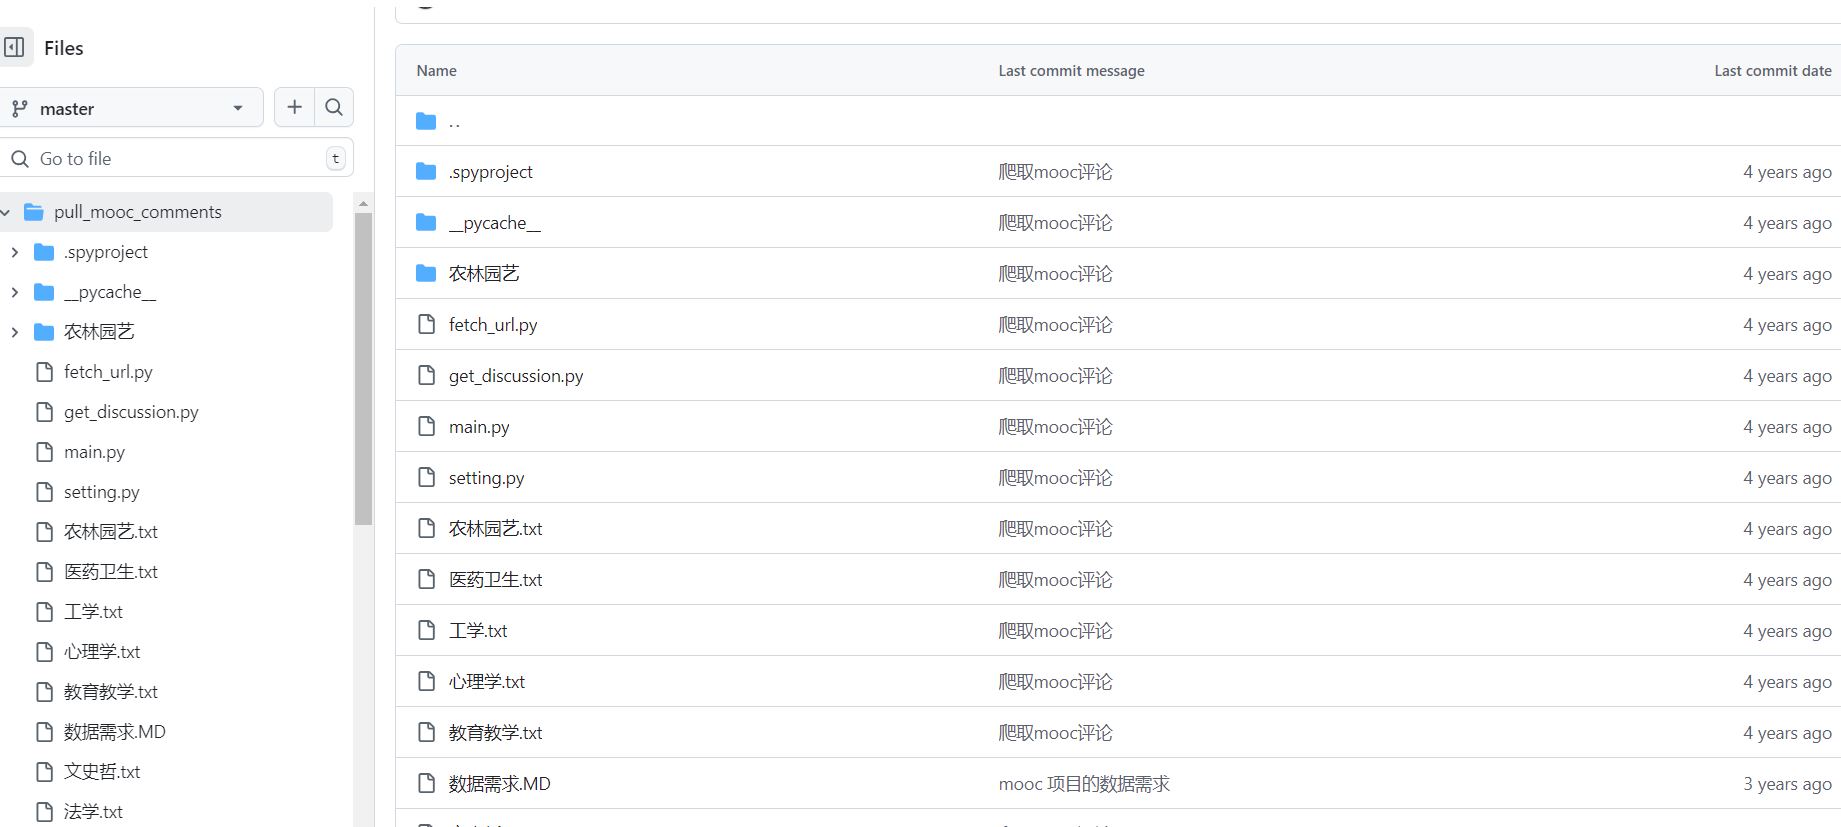 Files
master
Go to file
t
pull_mooc_comments
.spyproject
__pycache__
农林园艺
fetch_url.py
get_discussion.py
main.py
setting.py
农林园艺.txt
医药卫生.txt
工学.txt
心理学.txt
教育教学.txt
数据需求.MD
文史哲.txt
法学.txt
Name Last commit message Last commit date
..
.spyproject 爬取mooc评论 4 years ago
__pycache__ 爬取mooc评论 4 years ago
农林园艺 爬取mooc评论 4 years ago
fetch_url.py 爬取mooc评论 4 years ago
get_discussion.py 爬取mooc评论 4 years ago
main.py 爬取mooc评论 4 years ago
setting.py 爬取mooc评论 4 years ago
农林园艺.txt 爬取mooc评论 4 years ago
医药卫生.txt 爬取mooc评论 4 years ago
工学.txt 爬取mooc评论 4 years ago
心理学.txt 爬取mooc评论 4 years ago
教育教学.txt 爬取mooc评论 4 years ago
数据需求.MD mooc 项目的数据需求 3 years ago